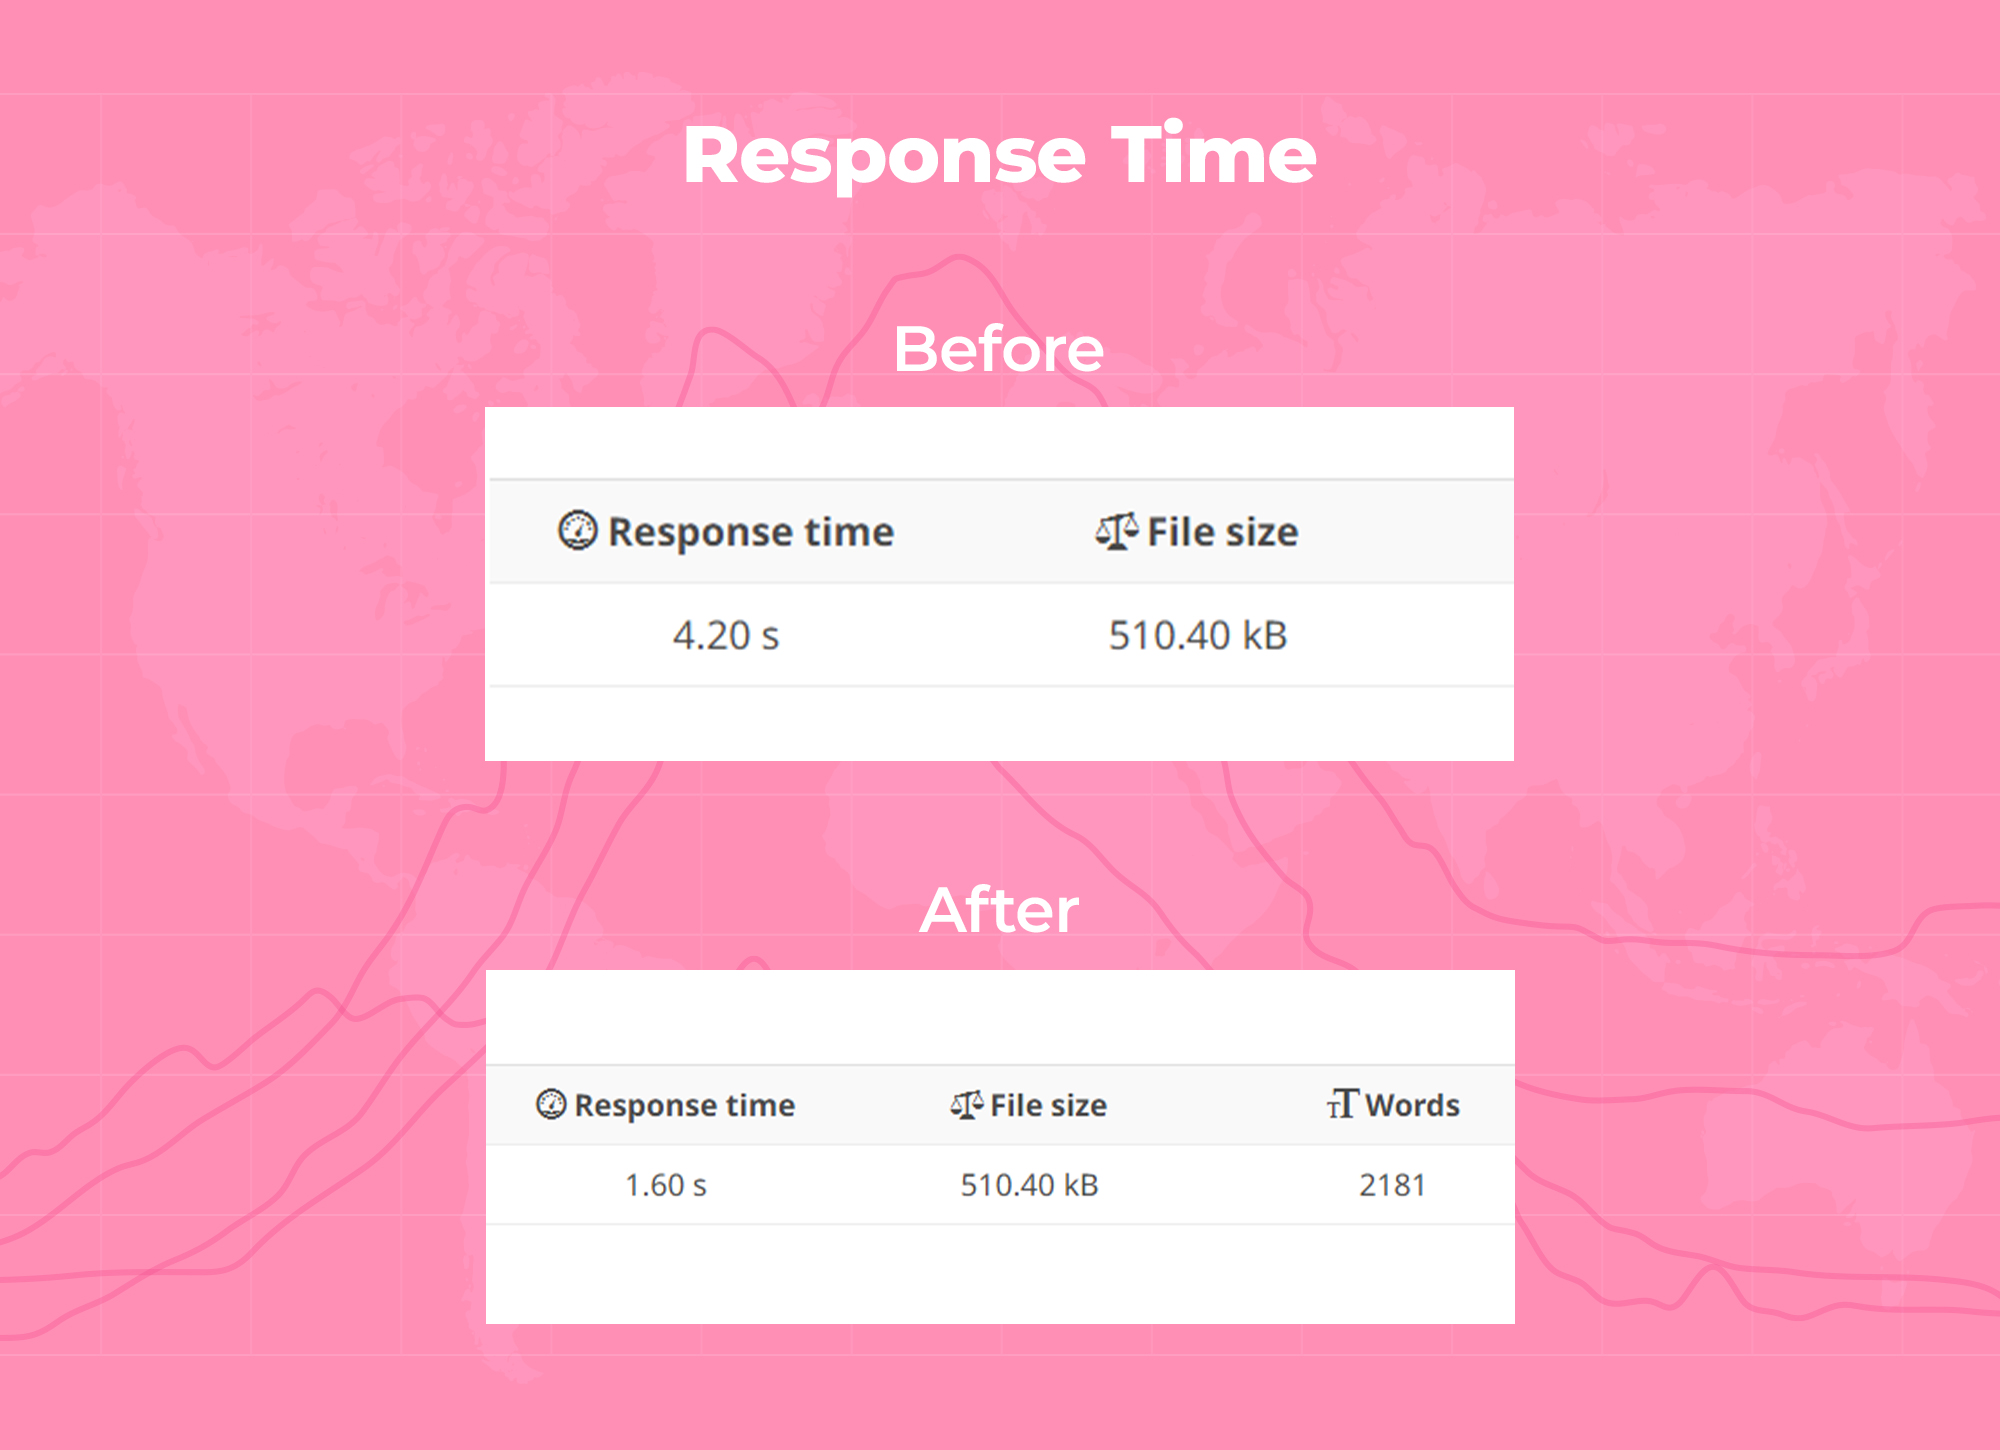 Response Time
Before
Response time File size
4.20 s 510.40 kB
After
Response time File size Words
1.60 s 510.40 kB 2181